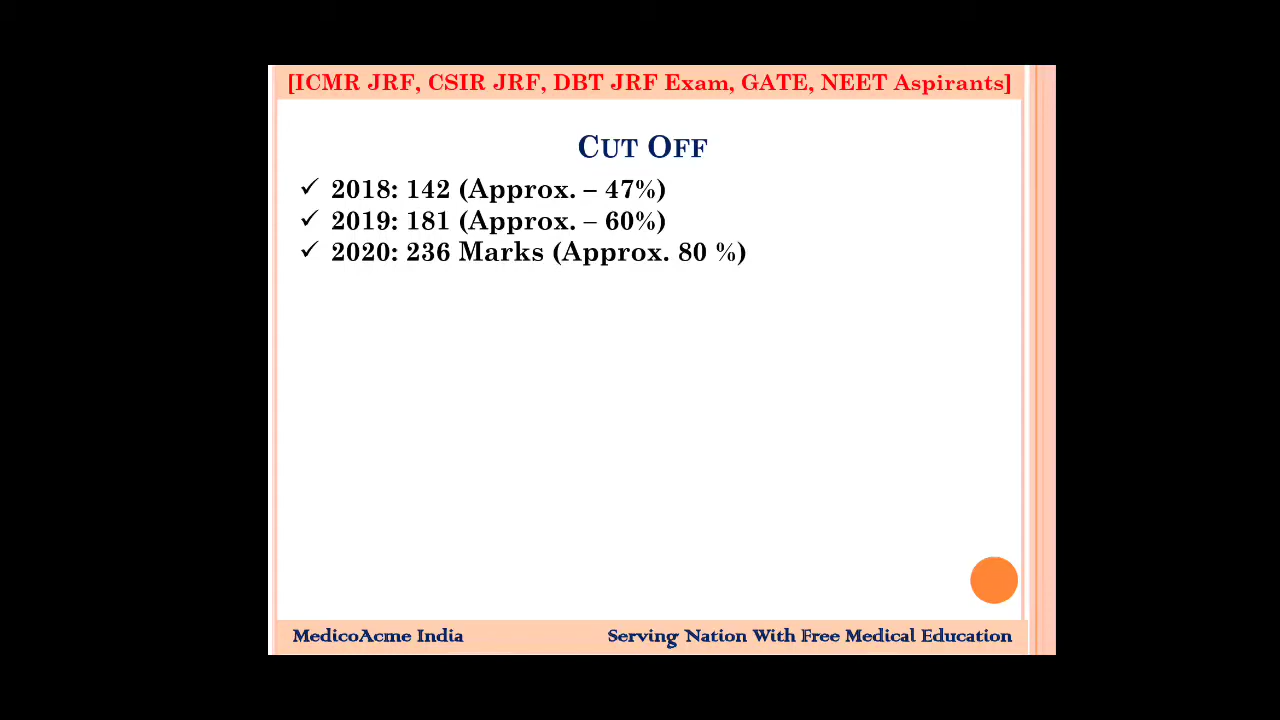 [ICMR JRF, CSIR JRF, DBT JRF Exam, GATE, NEET Aspirants]
CUT OFF
✓ 2018: 142 (Approx. – 47%)
✓ 2019: 181 (Approx. – 60%)
✓ 2020: 236 Marks (Approx. 80 %)
MedicoAcme India Serving Nation With Free Medical Education